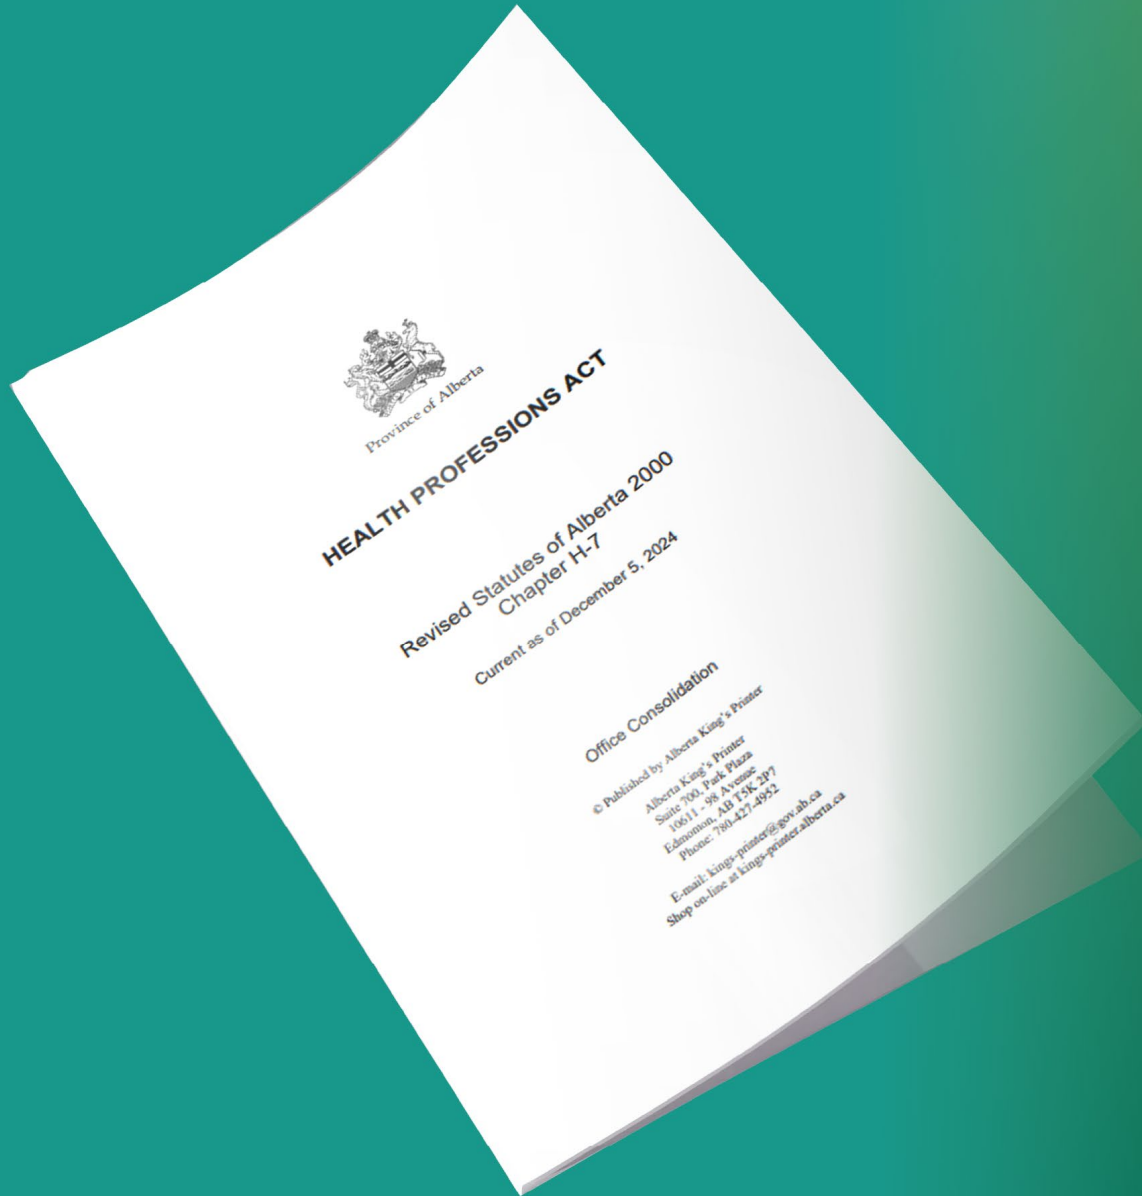 Province of Alberta
HEALTH PROFESSIONS ACT
Revised Statutes of Alberta 2000
Chapter H-7
Current as of December 5, 2024
Office Consolidation
© Published by Alberta King's Printer
Alberta King's Printer
Suite 700, Park Plaza
10611 - 98 Avenue
Edmonton, AB T5K 2P7
Phone: 780-427-4952
E-mail: kings-printer@gov.ab.ca
Shop on-line at kings-printer.alberta.ca